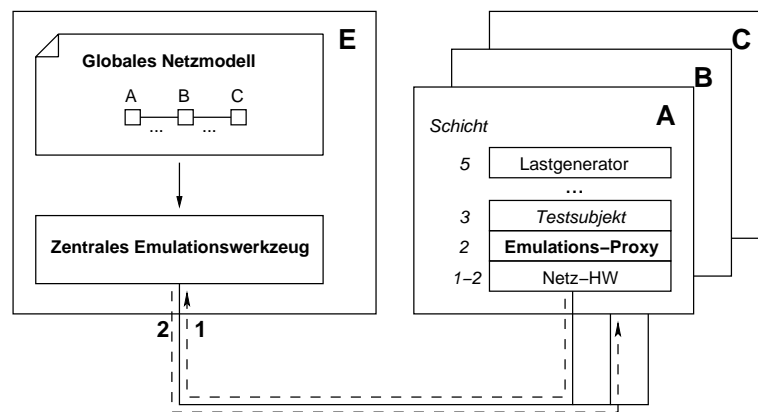 E
Globales Netzmodell
A B C
... ...
Zentrales Emulationswerkzeug
2 1
C
B
A
Schicht
5 Lastgenerator
...
3 Testsubjekt
2 Emulations–Proxy
1–2 Netz–HW